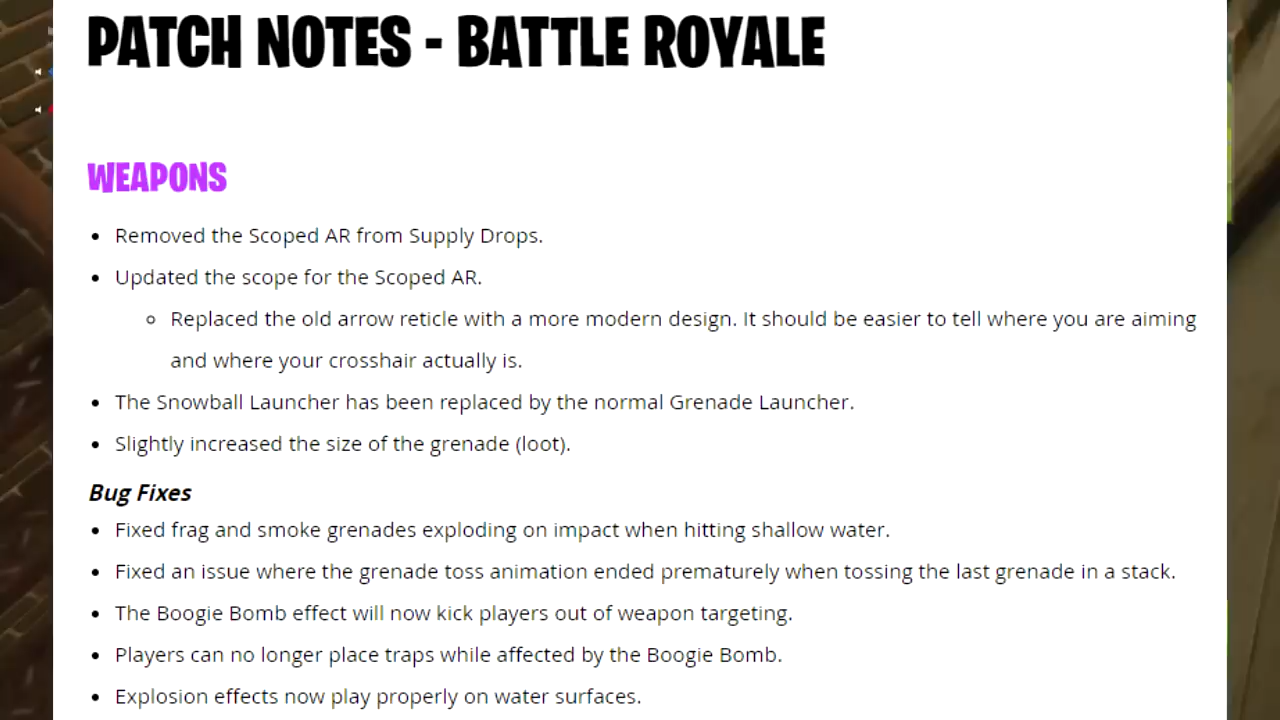 PATCH NOTES - BATTLE ROYALE
WEAPONS
Removed the Scoped AR from Supply Drops.
Updated the scope for the Scoped AR.
Replaced the old arrow reticle with a more modern design. It should be easier to tell where you are aiming
and where your crosshair actually is.
The Snowball Launcher has been replaced by the normal Grenade Launcher.
Slightly increased the size of the grenade (loot).
Bug Fixes
Fixed frag and smoke grenades exploding on impact when hitting shallow water.
Fixed an issue where the grenade toss animation ended prematurely when tossing the last grenade in a stack.
The Boogie Bomb effect will now kick players out of weapon targeting.
Players can no longer place traps while affected by the Boogie Bomb.
Explosion effects now play properly on water surfaces.